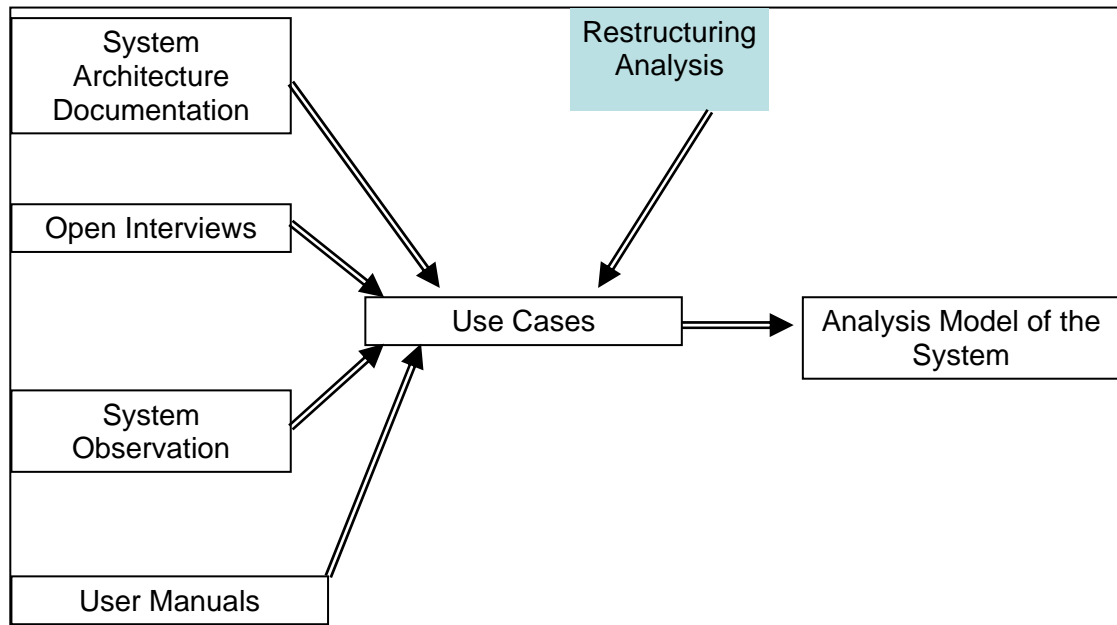 System
Architecture
Documentation
Restructuring
Analysis
Open Interviews
Use Cases
Analysis Model of the
System
System
Observation
User Manuals